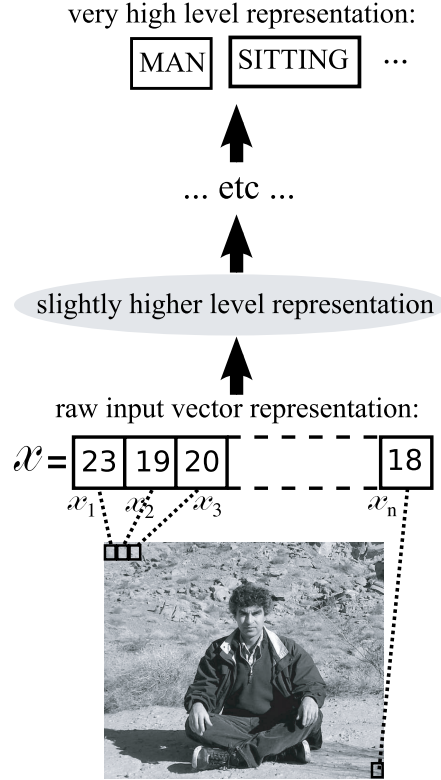 very high level representation:
MAN SITTING ...
... etc ...
slightly higher level representation
raw input vector representation:
x = 23 19 20 18
x1 x2 x3 xn